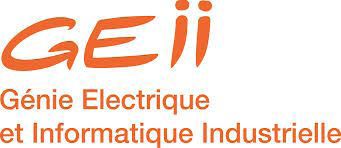 GEii
Génie Electrique
et Informatique Industrielle